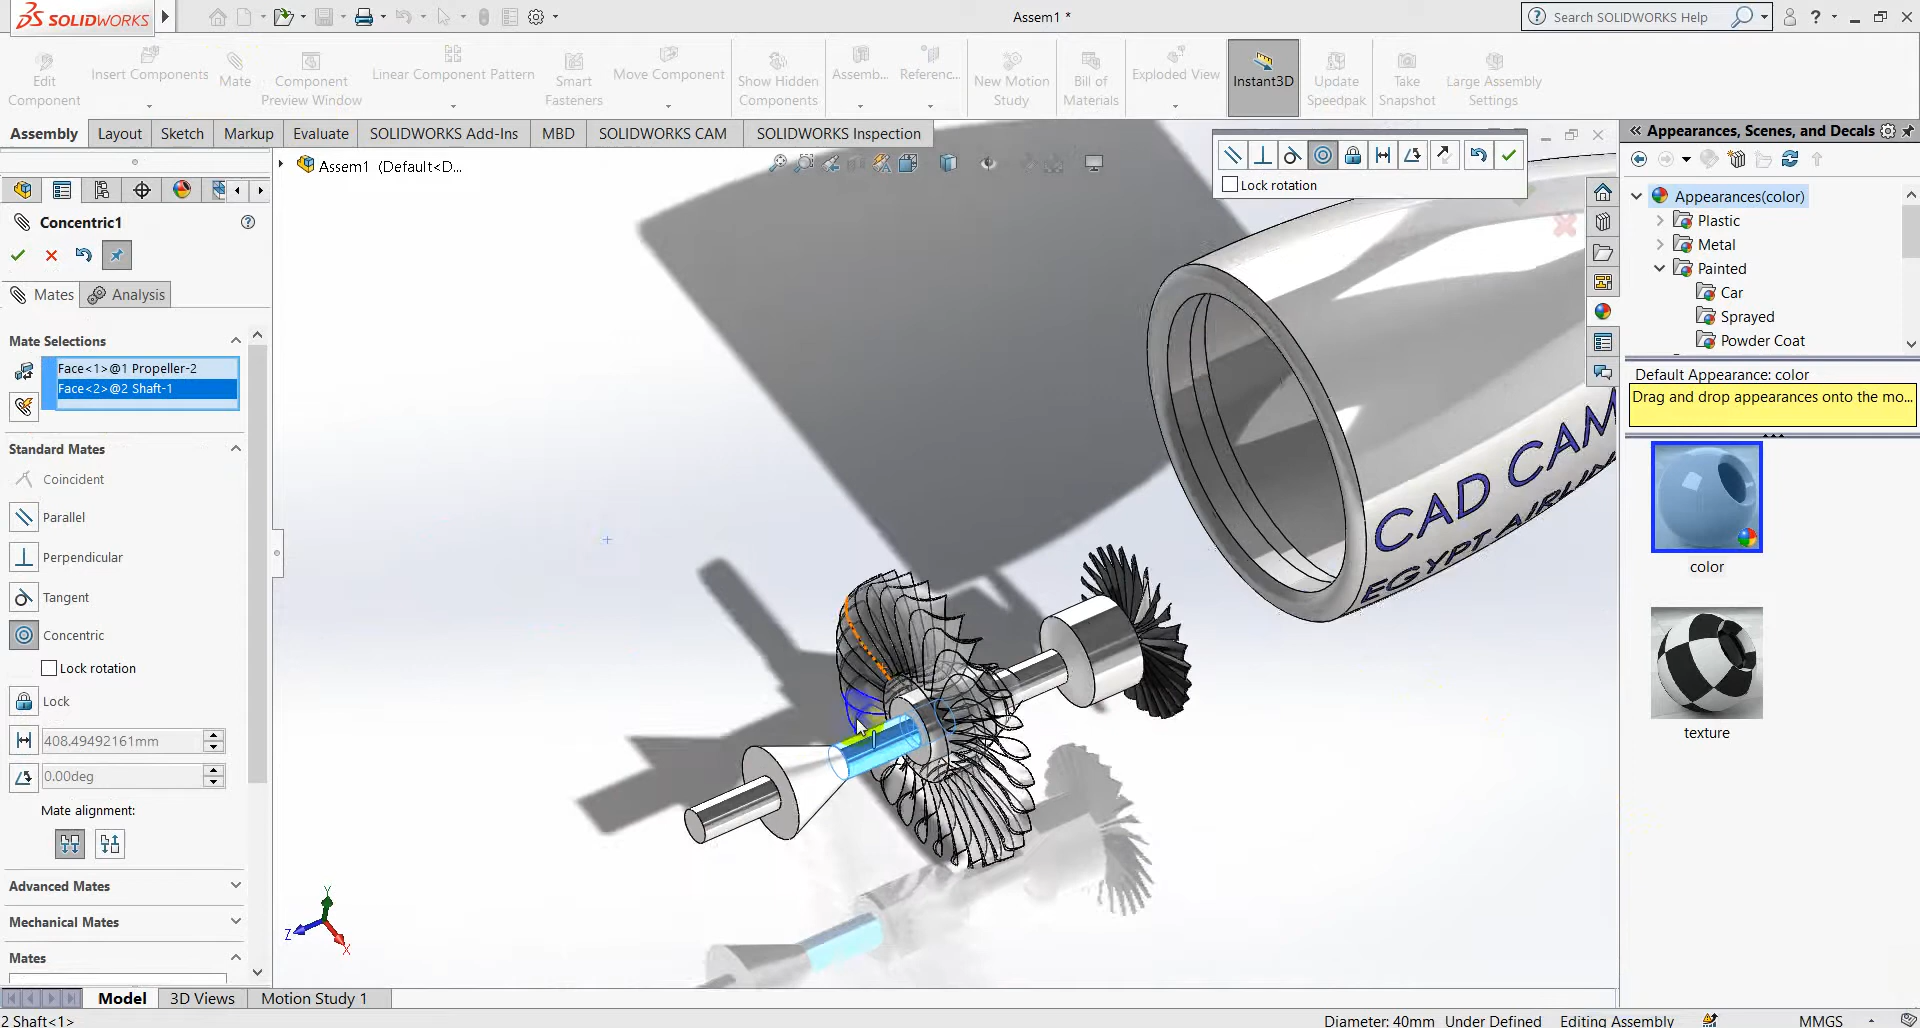 SOLIDWORKS
Assem1 *
Search SOLIDWORKS Help
Edit Component
Insert Components
Mate
Component Preview Window
Linear Component Pattern
Smart Fasteners
Move Component
Show Hidden Components
Assemb...
Referenc...
New Motion Study
Bill of Materials
Exploded View
Instant3D
Update Speedpak
Take Snapshot
Large Assembly Settings
Assembly
Layout
Sketch
Markup
Evaluate
SOLIDWORKS Add-Ins
MBD
SOLIDWORKS CAM
SOLIDWORKS Inspection
Assem1 (Default<D...
Lock rotation
Concentric1
Mates
Analysis
Mate Selections
Face<1>@1 Propeller-2
Face<2>@2 Shaft-1
Standard Mates
Coincident
Parallel
Perpendicular
Tangent
Concentric
Lock rotation
Lock
408.49492161mm
0.00deg
Mate alignment:
Advanced Mates
Mechanical Mates
Mates
CAD CAM
EGYPT AIRLIN
Y
Z
X
Appearances, Scenes, and Decals
Appearances(color)
Plastic
Metal
Painted
Car
Sprayed
Powder Coat
Default Appearance: color
Drag and drop appearances onto the mo...
color
texture
Model
3D Views
Motion Study 1
2 Shaft<1>
Diameter: 40mm
Under Defined
Editing Assembly
MMGS